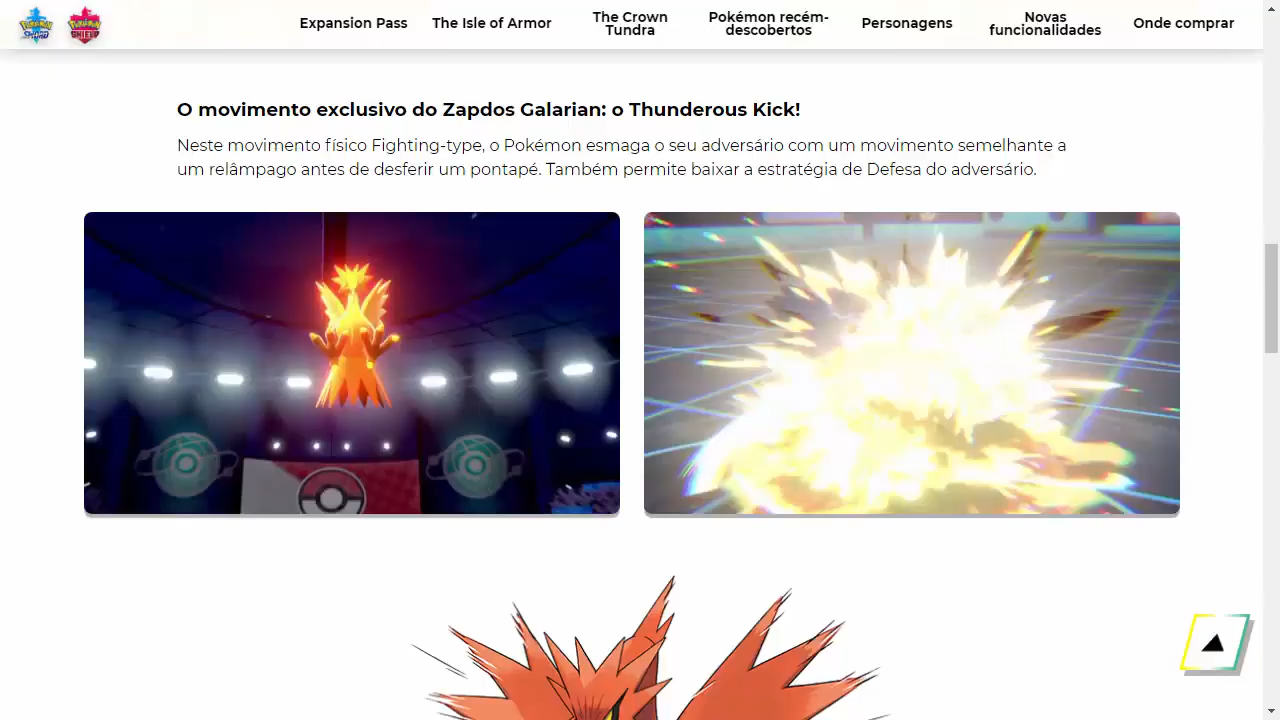 Expansion Pass
The Isle of Armor
The Crown
Tundra
Pokémon recém-
descobertos
Personagens
Novas
funcionalidades
Onde comprar
O movimento exclusivo do Zapdos Galarian: o Thunderous Kick!
Neste movimento físico Fighting-type, o Pokémon esmaga o seu adversário com um movimento semelhante a
um relâmpago antes de desferir um pontapé. Também permite baixar a estratégia de Defesa do adversário.